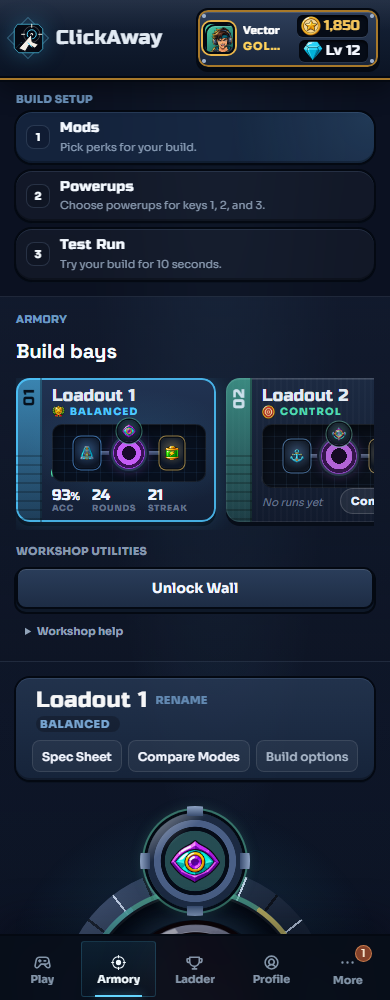 ClickAway
Vector
GOL...
1,850
Lv 12
BUILD SETUP
1
Mods
Pick perks for your build.
2
Powerups
Choose powerups for keys 1, 2, and 3.
3
Test Run
Try your build for 10 seconds.
ARMORY
Build bays
01
Loadout 1
BALANCED
93% 24 21
ACC ROUNDS STREAK
02
Loadout 2
CONTROL
No runs yet
WORKSHOP UTILITIES
Unlock Wall
Workshop help
Loadout 1 RENAME
BALANCED
Spec Sheet Compare Modes Build options
Play Armory Ladder Profile More
1